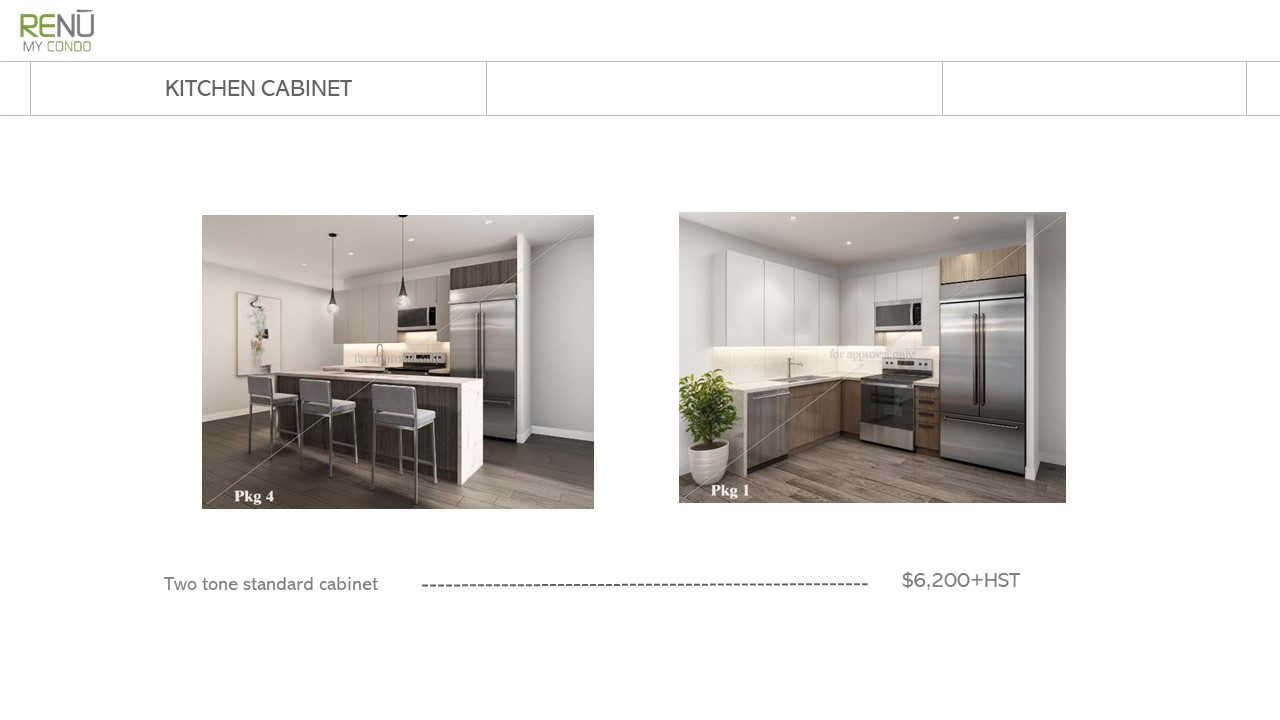 RENŪ
MY CONDO
KITCHEN CABINET
for approval only
Pkg 4
for approval only
Pkg 1
Two tone standard cabinet
$6,200+HST